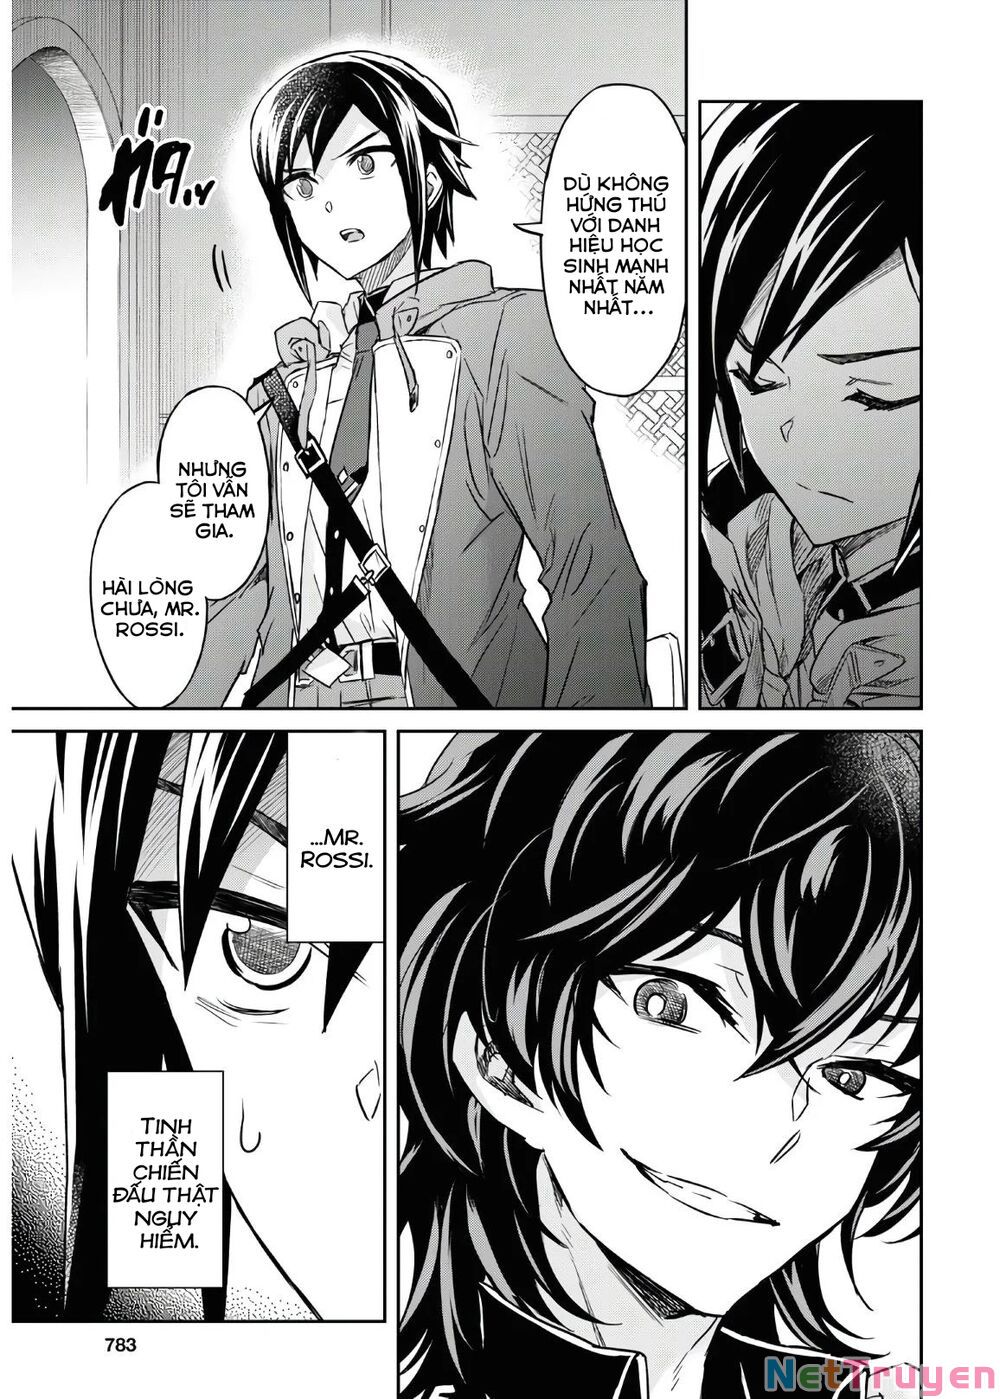 DÙ KHÔNG
HỨNG THÚ
VỚI DANH
HIỆU HỌC
SINH MẠNH
NHẤT NĂM
NHẤT...
NHƯNG
TÔI VẪN
SẼ THAM
GIA.
HÀI LÒNG
CHƯA, MR.
ROSSI.
...MR.
ROSSI.
TINH
THẦN
CHIẾN
ĐẤU THẬT
NGUY
HIỂM.
783
NetTruyen